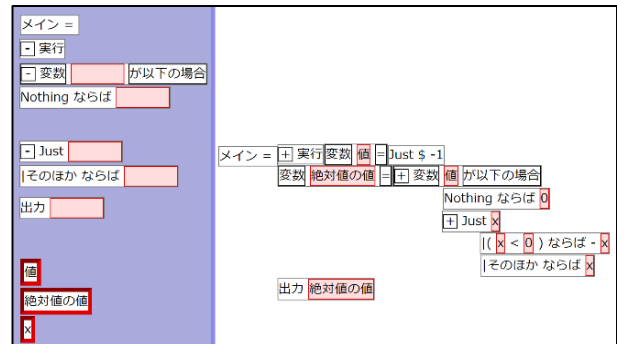 メイン =
- 実行
- 変数 が以下の場合
Nothing ならば
- Just
|そのほか ならば
出力
値
絶対値の値
x
メイン = + 実行 変数 値 = Just $ -1
変数 絶対値の値 = + 変数 値 が以下の場合
Nothing ならば 0
+ Just x
|( x < 0 ) ならば - x
|そのほか ならば x
出力 絶対値の値